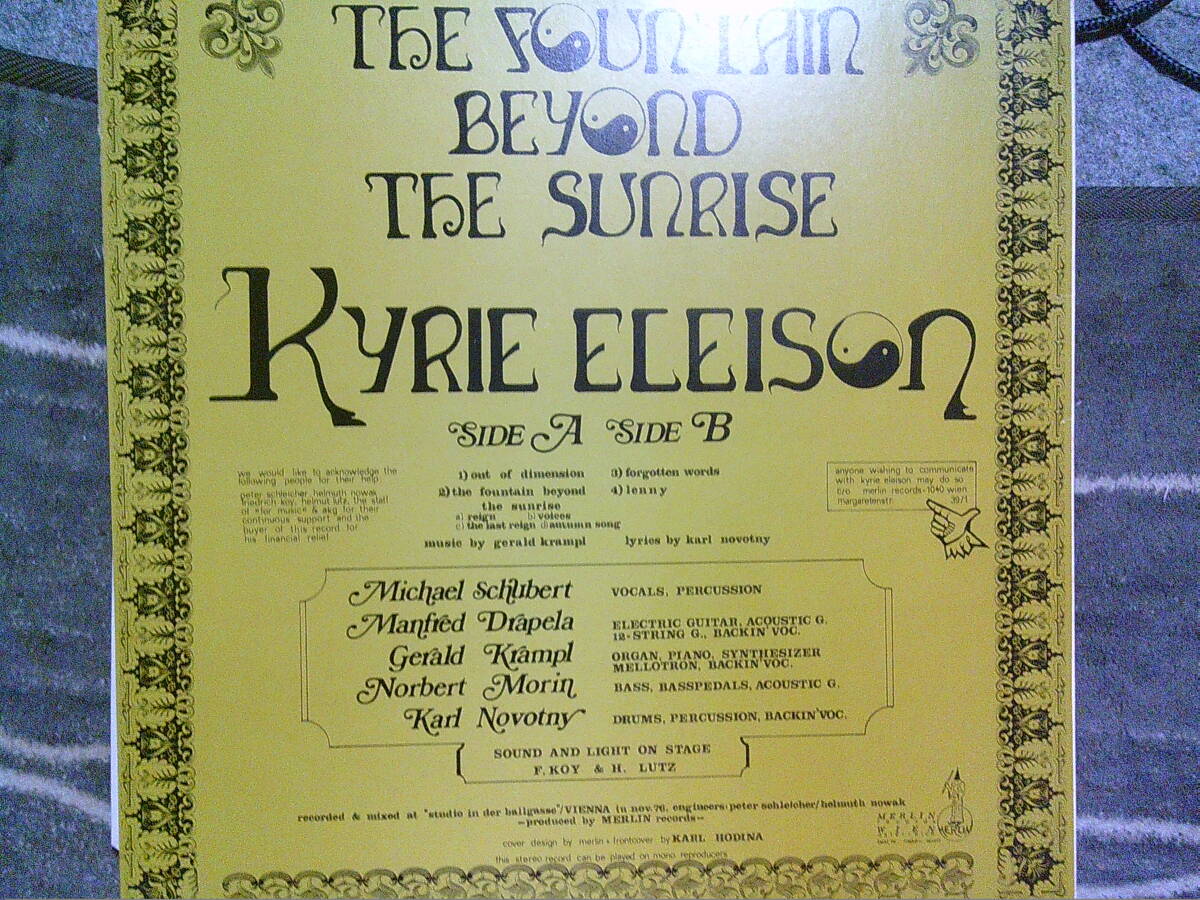 THE FOUNTAIN
BEYOND
THE SUNRISE
KYRIE ELEISON
SIDE A SIDE B
we would like to acknowledge the
following people for their help
peter schleicher, helmuth nowak
friedrich koy, helmut lutz, the staff
of "for music" & akg for their
continuous support and the
buyer of this record for
his financial relief
1) out of dimension
2) the fountain beyond
the sunrise
a) reign b) voices
c) the last reign d) autumn song
music by gerald krampl
3) forgotten words
4) lenny
lyrics by karl novotny
anyone wishing to communicate
with kyrie eleison may do so
c/o merlin records-1040 wien
margaretenstr. 39/1
Michael Schubert VOCALS, PERCUSSION
Manfred Drapela ELECTRIC GUITAR, ACOUSTIC G.
12-STRING G., BACKIN' VOC.
Gerald Krampl ORGAN, PIANO, SYNTHESIZER
MELLOTRON, BACKIN' VOC.
Norbert Morin BASS, BASSPEDALS, ACOUSTIC G.
Karl Novotny DRUMS, PERCUSSION, BACKIN' VOC.
SOUND AND LIGHT ON STAGE
F. KOY & H. LUTZ
recorded & mixed at "studio in der hallgasse"/VIENNA in nov. 76, engineers: peter schleicher/helmuth nowak
-produced by MERLIN records-
cover design by merlin + frontcover by KARL HODINA
this stereo record can be played on mono reproducers
MERLIN
WIEN
MERLIN